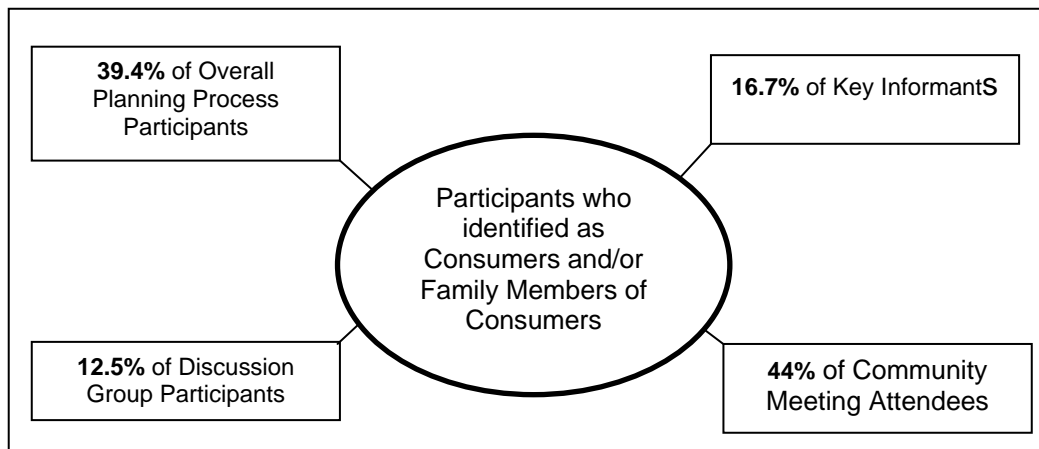 39.4% of Overall
Planning Process
Participants
16.7% of Key InformantS
Participants who
identified as
Consumers and/or
Family Members of
Consumers
12.5% of Discussion
Group Participants
44% of Community
Meeting Attendees